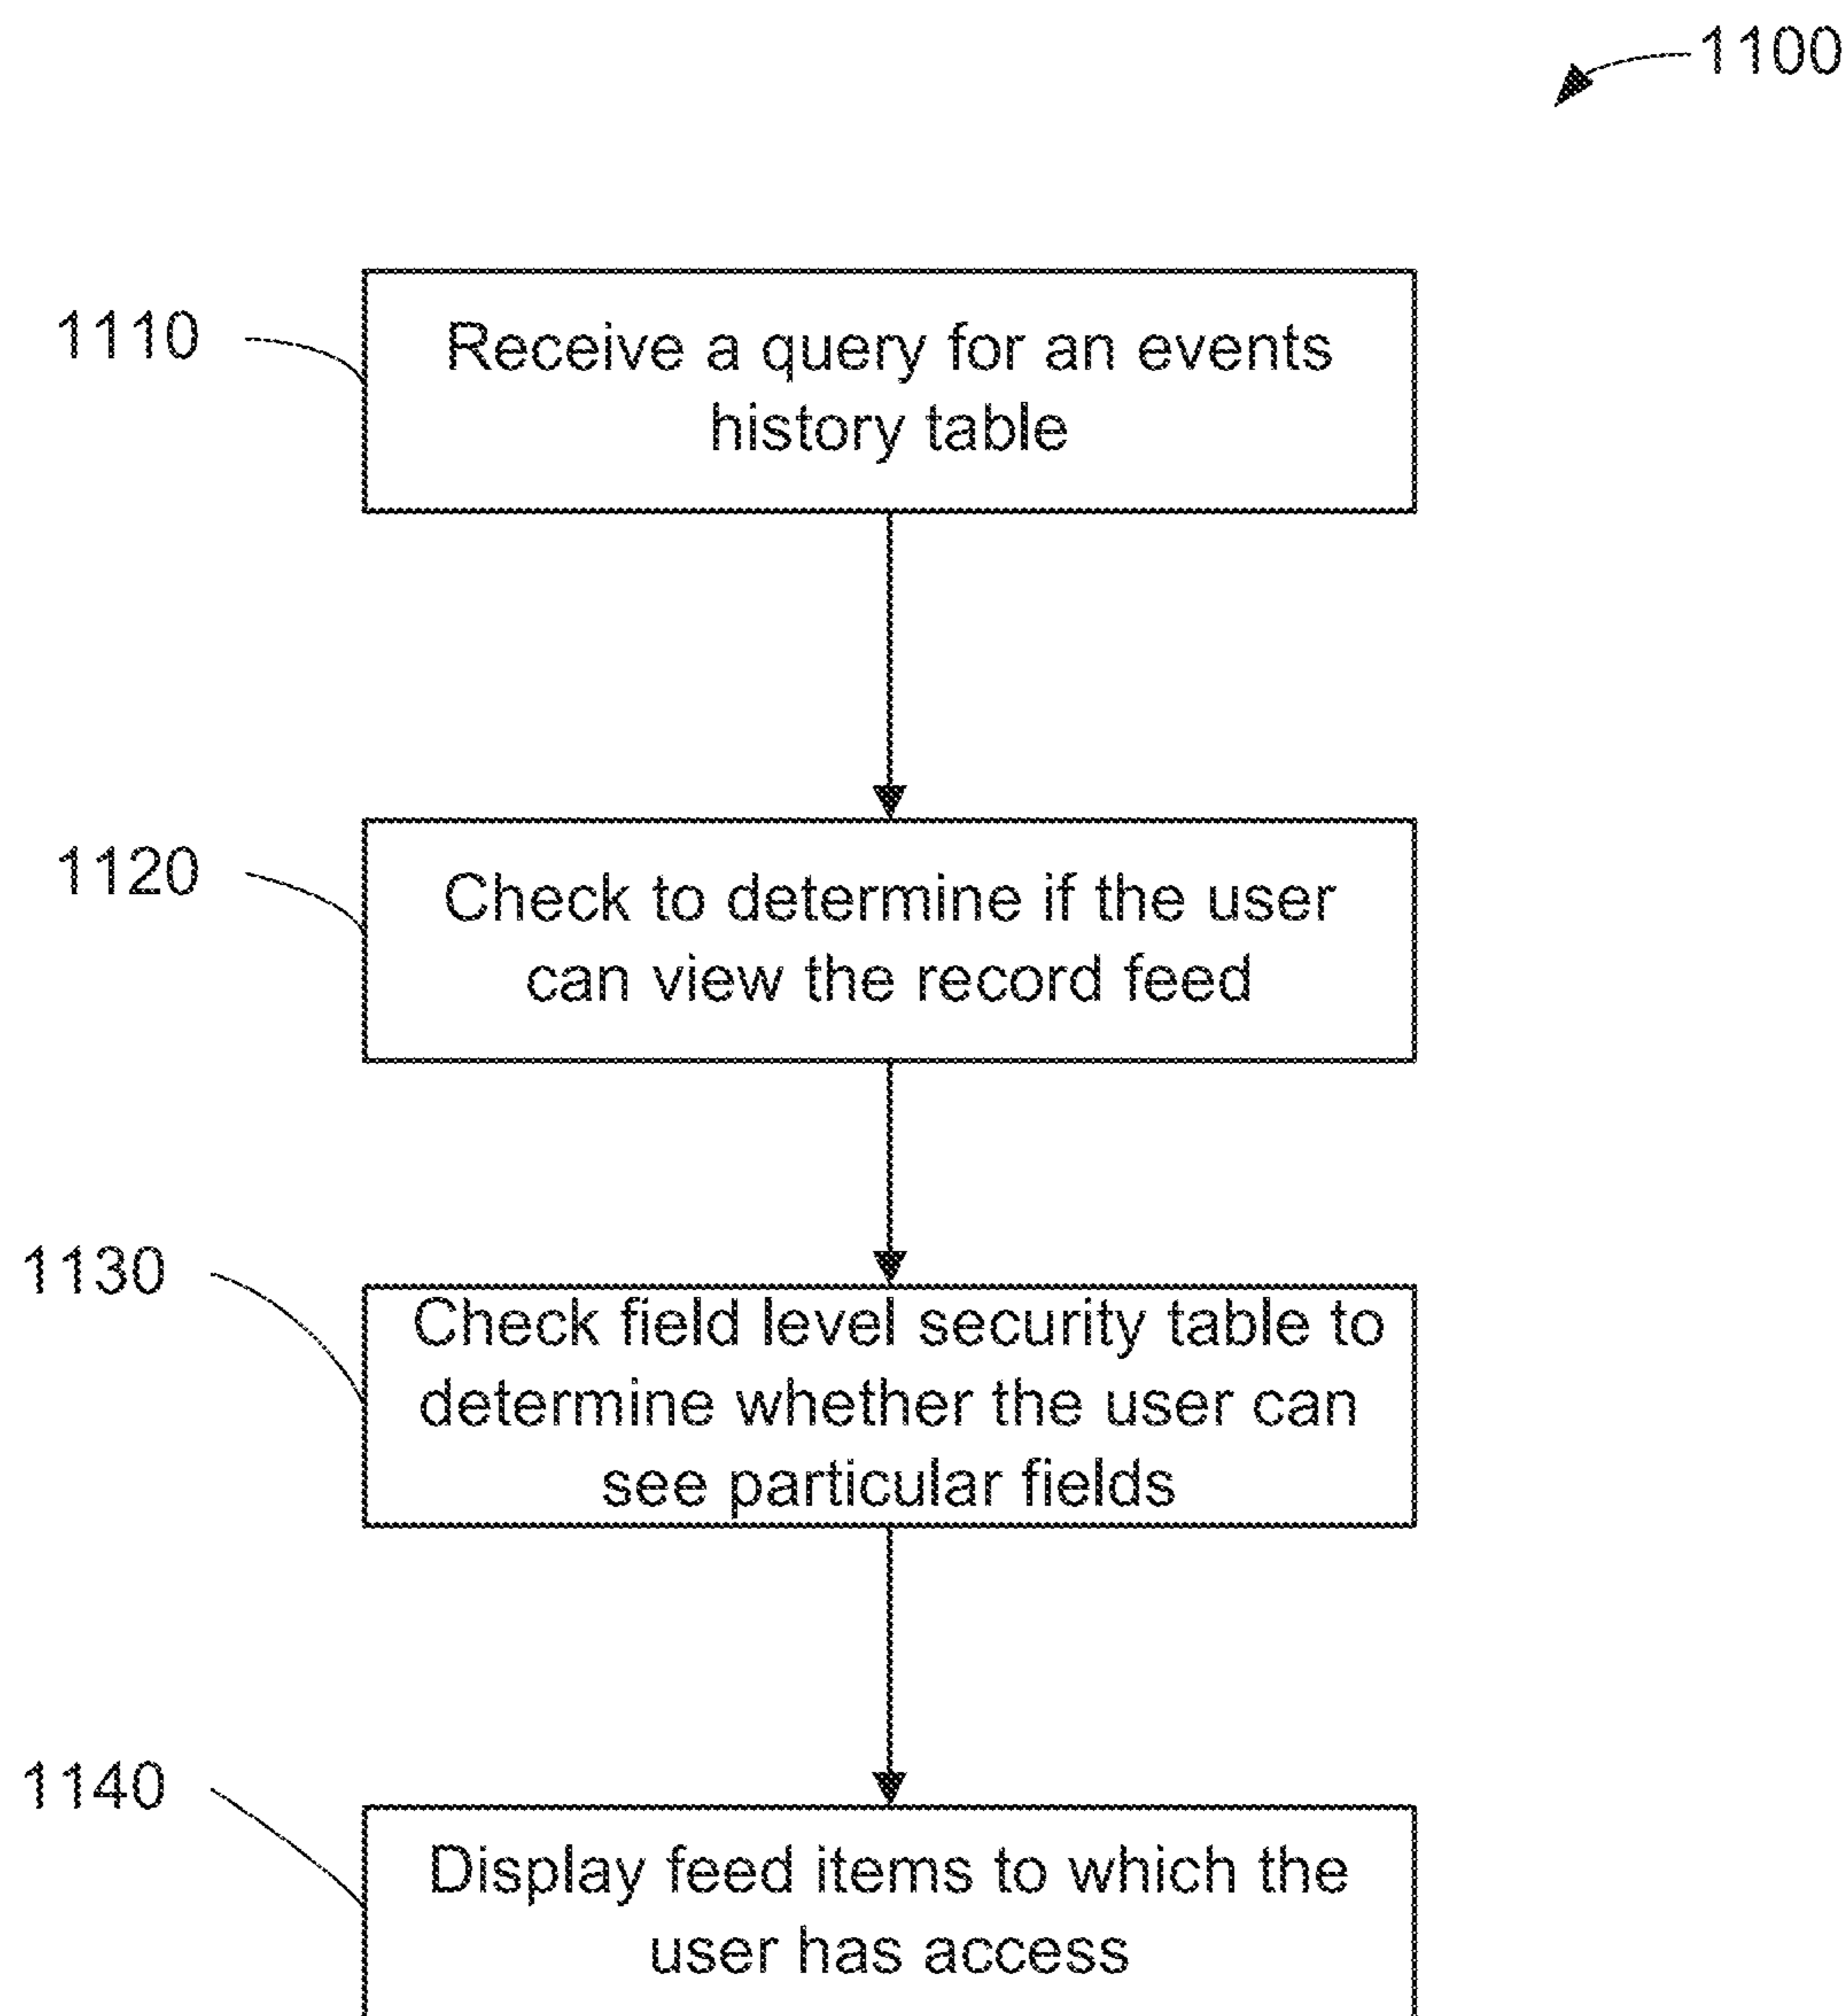 1100
1110
Receive a query for an events
history table
1120
Check to determine if the user
can view the record feed
1130
Check field level security table to
determine whether the user can
see particular fields
1140
Display feed items to which the
user has access